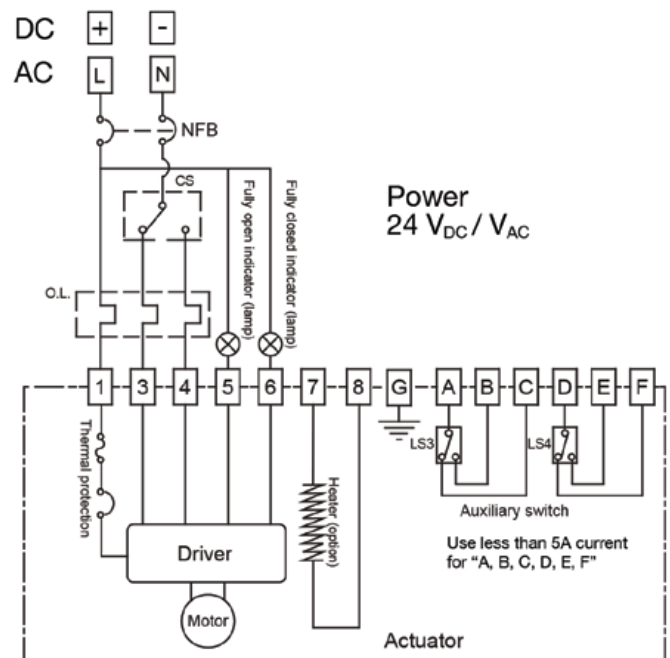 DC + -
AC L N
NFB
CS
Fully open indicator (lamp)
Fully closed indicator (lamp)
Power
24 VDC / VAC
O.L.
1 3 4 5 6 7 8 G A B C D E F
Thermal protection
Heater (option)
LS3
LS4
Auxiliary switch
Driver
Use less than 5A current
for “A, B, C, D, E, F”
Motor
Actuator